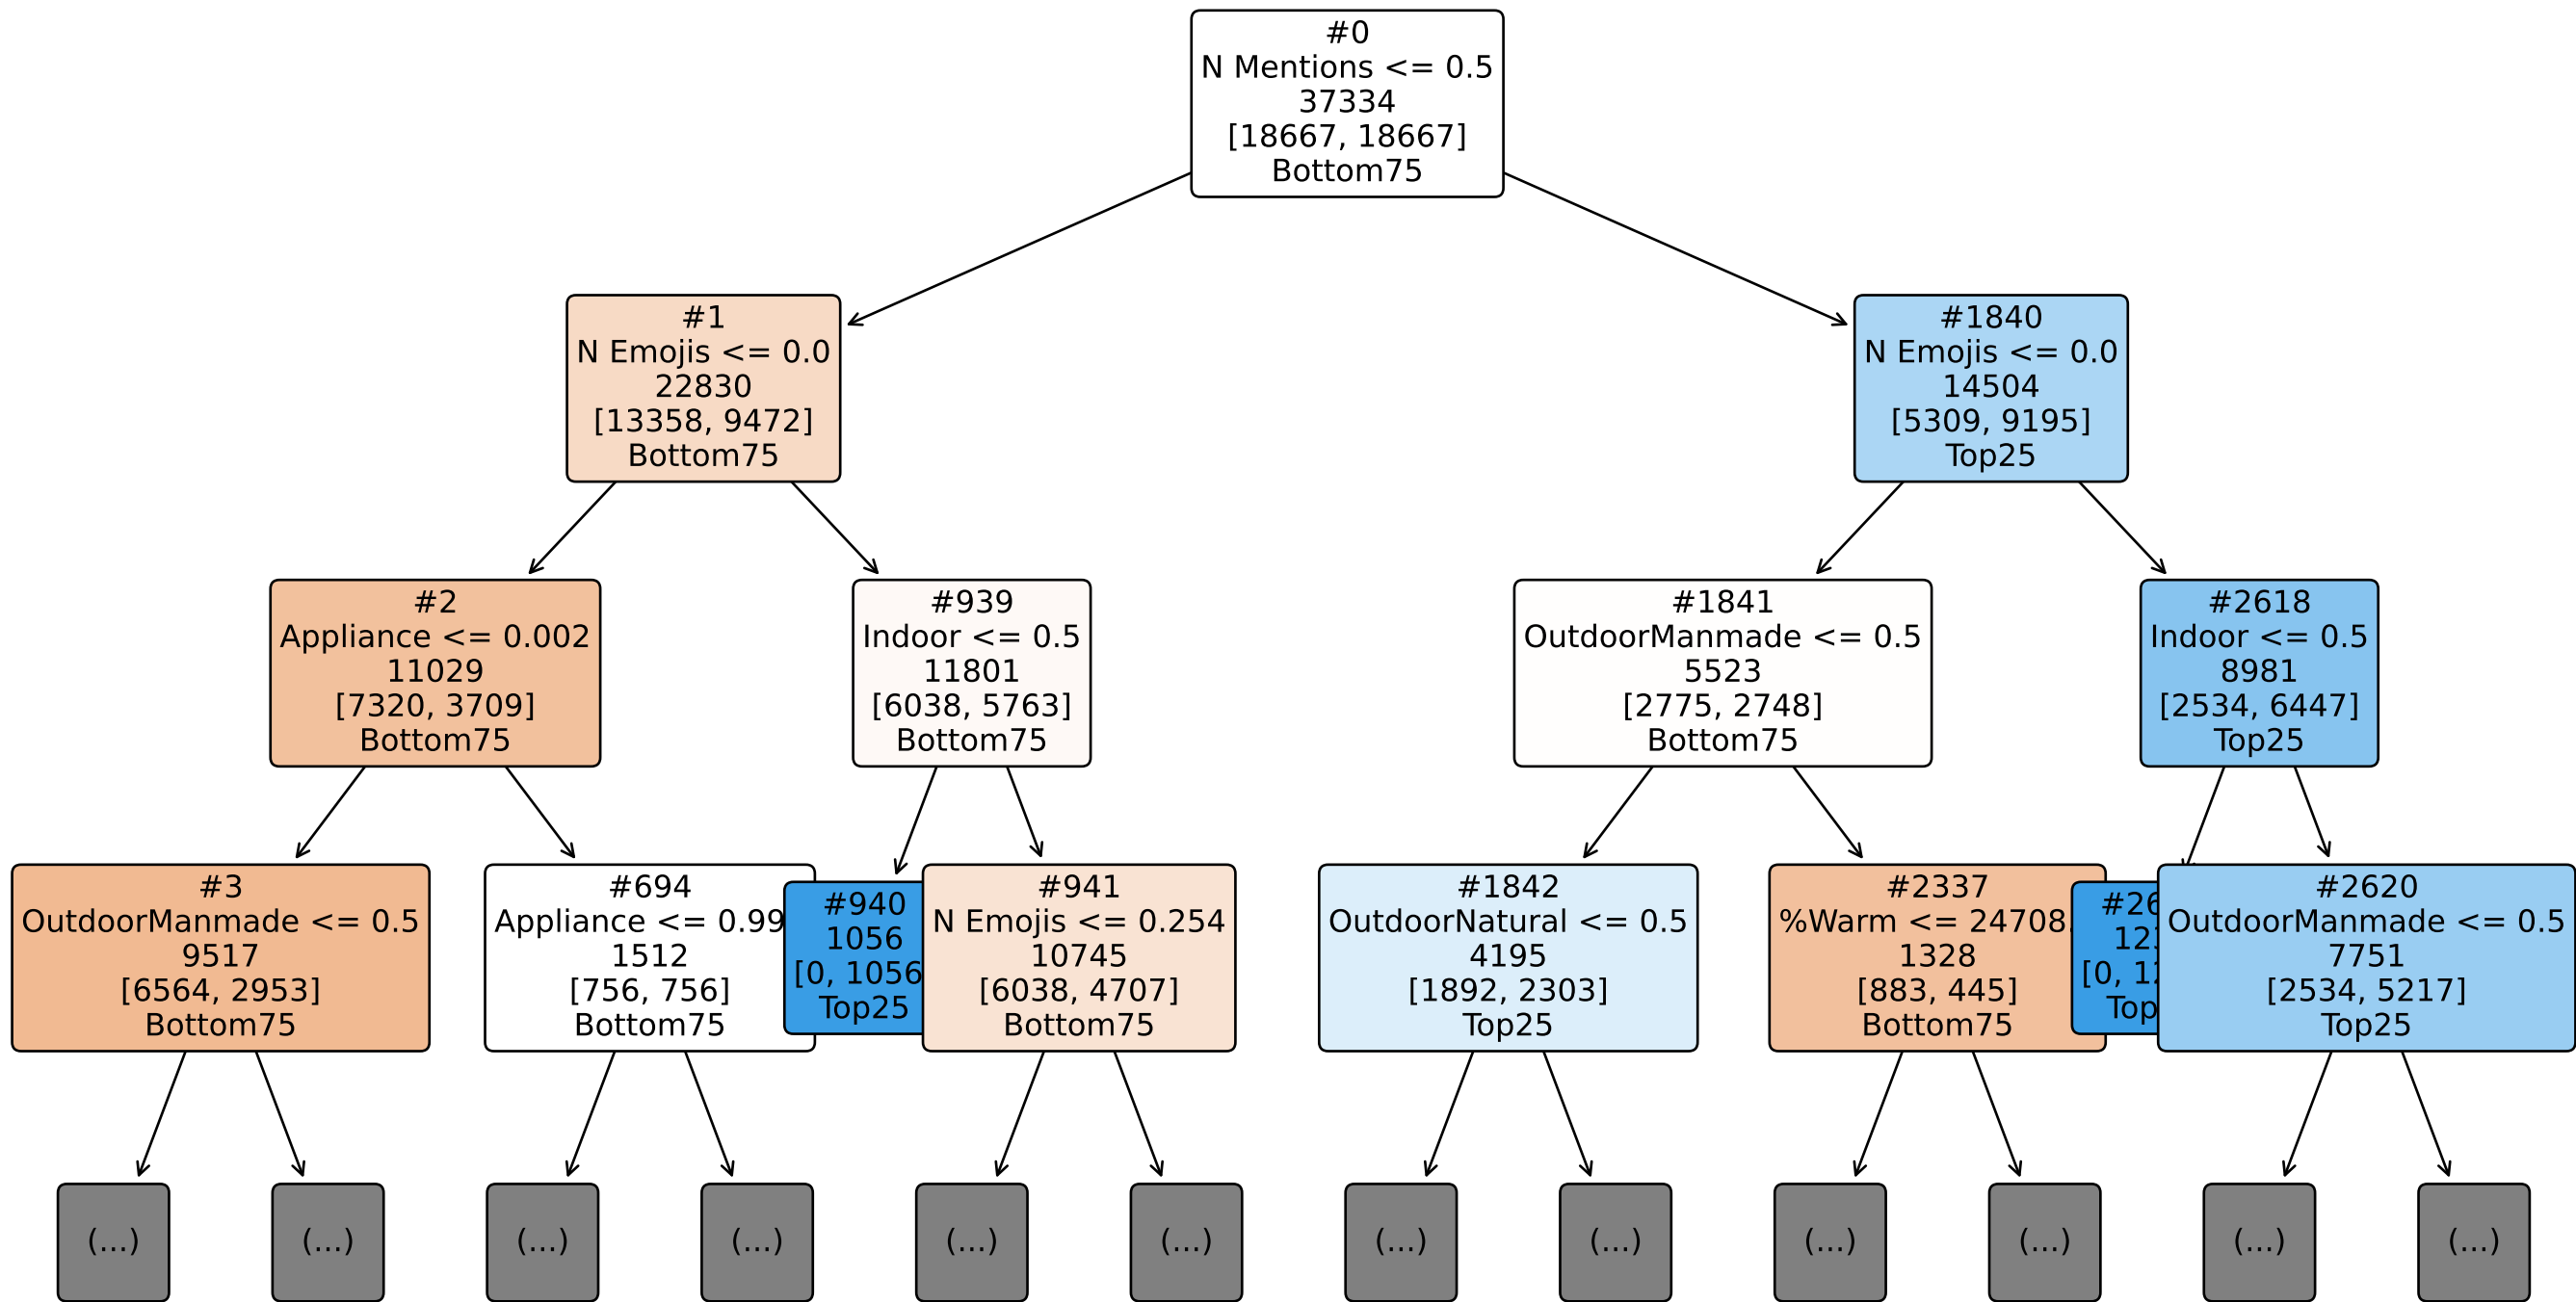 #0
N Mentions <= 0.5
37334
[18667, 18667]
Bottom75
#1
N Emojis <= 0.0
22830
[13358, 9472]
Bottom75
#1840
N Emojis <= 0.0
14504
[5309, 9195]
Top25
#2
Appliance <= 0.002
11029
[7320, 3709]
Bottom75
#939
Indoor <= 0.5
11801
[6038, 5763]
Bottom75
#1841
OutdoorManmade <= 0.5
5523
[2775, 2748]
Bottom75
#2618
Indoor <= 0.5
8981
[2534, 6447]
Top25
#3
OutdoorManmade <= 0.5
9517
[6564, 2953]
Bottom75
#694
Appliance <= 0.99
1512
[756, 756]
Bottom75
#940
1056
[0, 1056
Top25
#941
N Emojis <= 0.254
10745
[6038, 4707]
Bottom75
#1842
OutdoorNatural <= 0.5
4195
[1892, 2303]
Top25
#2337
%Warm <= 24708.
1328
[883, 445]
Bottom75
#26
[0,
Top
#2620
OutdoorManmade <= 0.5
7751
[2534, 5217]
Top25
(...)
(...)
(...)
(...)
(...)
(...)
(...)
(...)
(...)
(...)
(...)
(...)